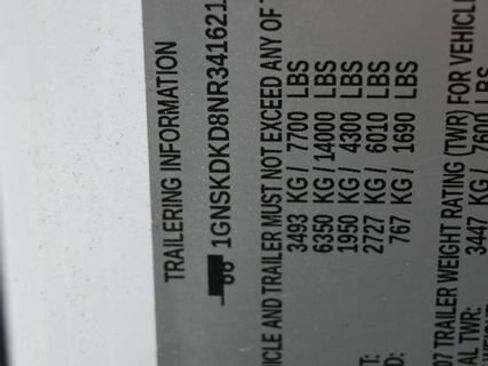 TRAILERING INFORMATION
1GNSKDKD8NR341621
ICLE AND TRAILER MUST NOT EXCEED ANY OF T
3493 KG / 7700 LBS
6350 KG / 14000 LBS
1950 KG / 4300 LBS
2727 KG / 6010 LBS
767 KG / 1690 LBS
T:
D:
07 TRAILER WEIGHT RATING (TWR) FOR VEHICL
AL TWR: 3447 KG / 7600 LBS